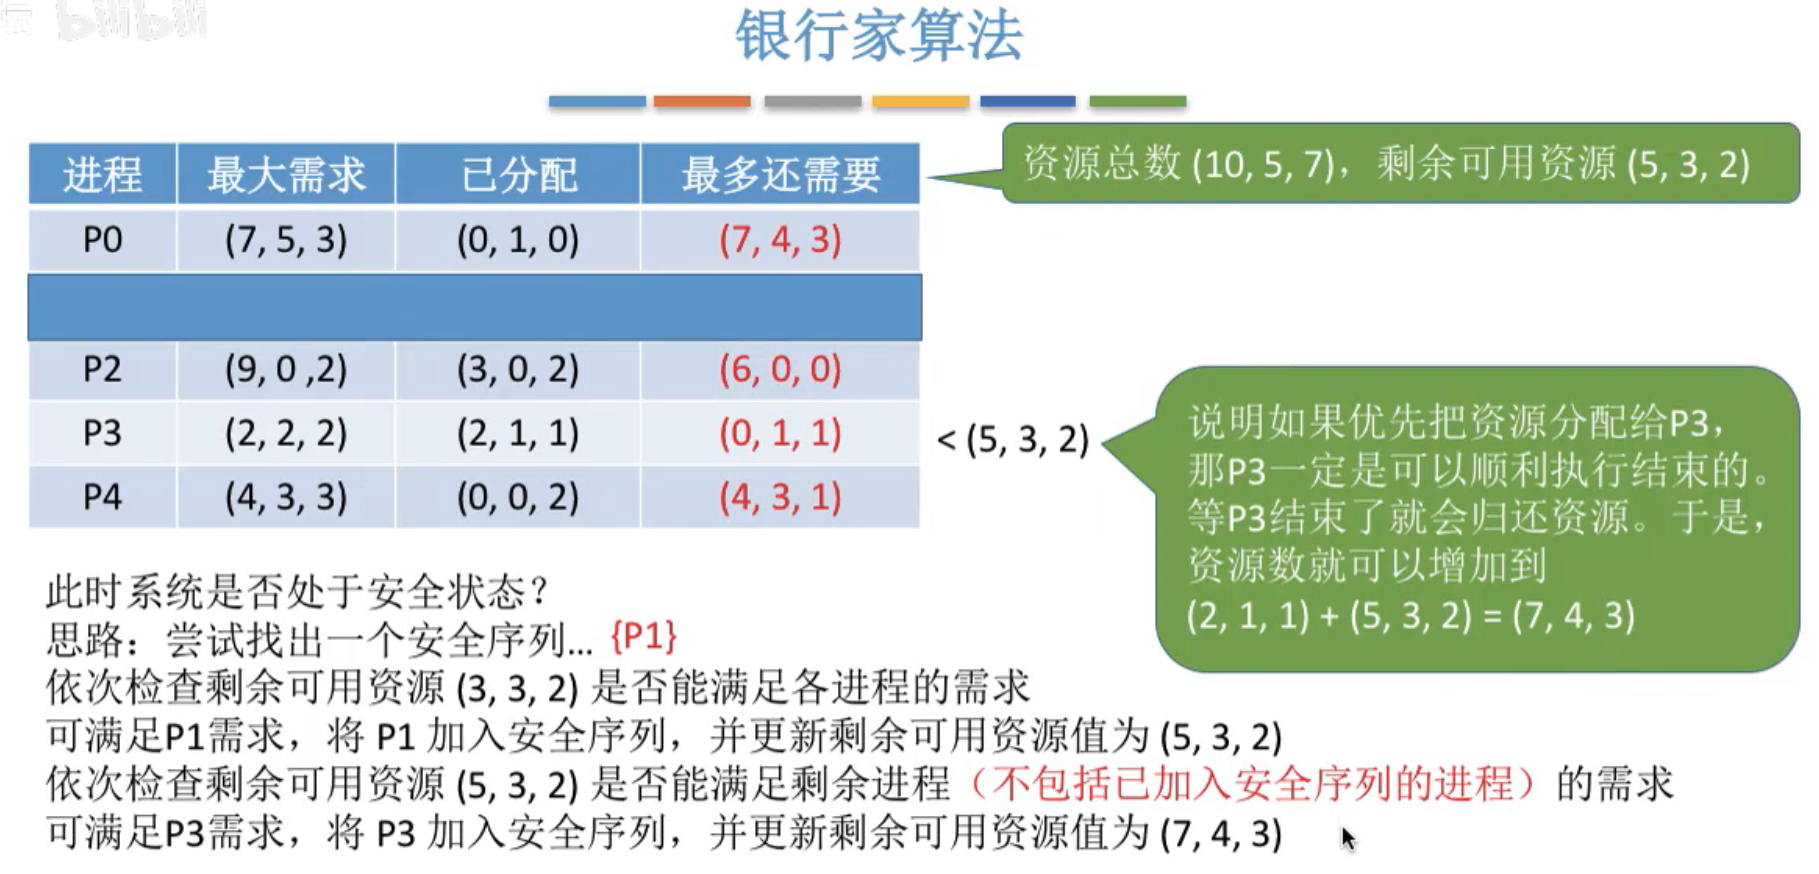 bilibili
银行家算法
资源总数 (10, 5, 7)，剩余可用资源 (5, 3, 2)
进程 最大需求 已分配 最多还需要
P0 (7, 5, 3) (0, 1, 0) (7, 4, 3)
P2 (9, 0 ,2) (3, 0, 2) (6, 0, 0)
P3 (2, 2, 2) (2, 1, 1) (0, 1, 1) < (5, 3, 2)
P4 (4, 3, 3) (0, 0, 2) (4, 3, 1)
说明如果优先把资源分配给P3，
那P3一定是可以顺利执行结束的。
等P3结束了就会归还资源。于是，
资源数就可以增加到
(2, 1, 1) + (5, 3, 2) = (7, 4, 3)
此时系统是否处于安全状态？
思路：尝试找出一个安全序列... {P1}
依次检查剩余可用资源 (3, 3, 2) 是否能满足各进程的需求
可满足P1需求，将 P1 加入安全序列，并更新剩余可用资源值为 (5, 3, 2)
依次检查剩余可用资源 (5, 3, 2) 是否能满足剩余进程（不包括已加入安全序列的进程）的需求
可满足P3需求，将 P3 加入安全序列，并更新剩余可用资源值为 (7, 4, 3)